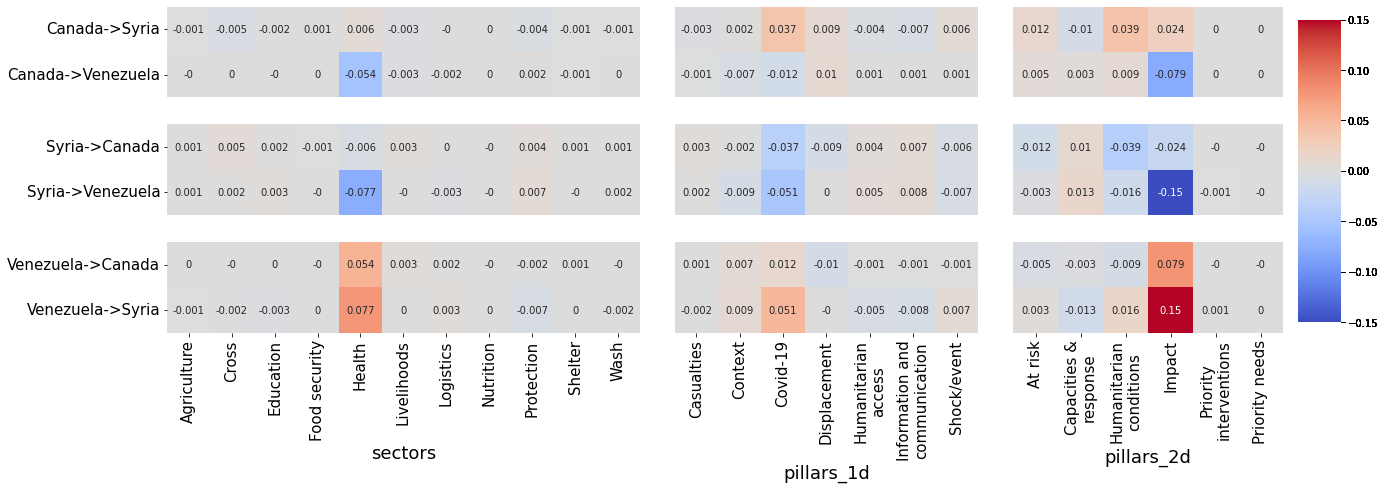 Canada->Syria -0.001 -0.005 -0.002 0.001 0.006 -0.003 -0 0 -0.004 -0.001 -0.001 -0.003 0.002 0.037 0.009 -0.004 -0.007 0.006 0.012 -0.01 0.039 0.024 0 0 0.15
Canada->Venezuela -0 0 -0 0 -0.054 -0.003 -0.002 0 0.002 -0.001 0 -0.001 -0.007 -0.012 0.01 0.001 0.001 0.001 0.005 0.003 0.009 -0.079 0 0 0.10
0.05
Syria->Canada 0.001 0.005 0.002 -0.001 -0.006 0.003 0 -0 0.004 0.001 0.001 0.003 -0.002 -0.037 -0.009 0.004 0.007 -0.006 -0.012 0.01 -0.039 -0.024 -0 -0
0.00
Syria->Venezuela 0.001 0.002 0.003 -0 -0.077 -0 -0.003 -0 0.007 -0 0.002 0.002 -0.009 -0.051 0 0.005 0.008 -0.007 -0.003 0.013 -0.016 -0.15 -0.001 -0
-0.05
Venezuela->Canada 0 -0 0 -0 0.054 0.003 0.002 -0 -0.002 0.001 -0 0.001 0.007 0.012 -0.01 -0.001 -0.001 -0.001 -0.005 -0.003 -0.009 0.079 -0 -0
-0.10
Venezuela->Syria -0.001 -0.002 -0.003 0 0.077 0 0.003 0 -0.007 0 -0.002 -0.002 0.009 0.051 -0 -0.005 -0.008 0.007 0.003 -0.013 0.016 0.15 0.001 0
-0.15
Agriculture
Cross
Education
Food security
Health
Livelihoods
Logistics
Nutrition
Protection
Shelter
Wash
sectors
Casualties
Context
Covid-19
Displacement
Humanitarian
access
Information and
communication
Shock/event
pillars_1d
At risk
Capacities &
response
Humanitarian
conditions
Impact
Priority
interventions
Priority needs
pillars_2d